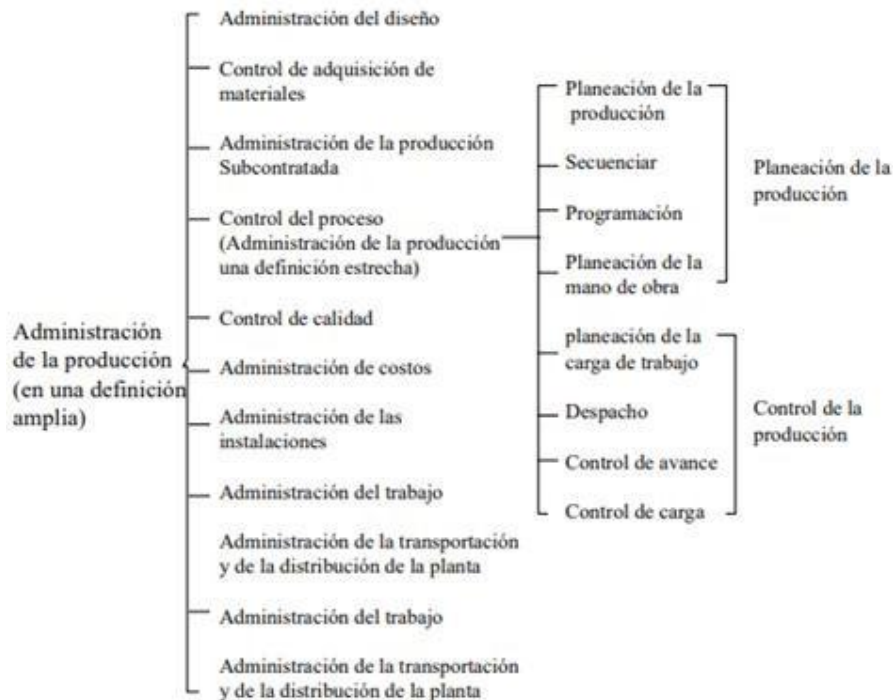 Administración
de la producción
(en una definición
amplia)
Administración del diseño
Control de adquisición de
materiales
Administración de la producción
Subcontratada
Control del proceso
(Administración de la producción
una definición estrecha)
Control de calidad
Administración de costos
Administración de las
instalaciones
Administración del trabajo
Administración de la transportación
y de la distribución de la planta
Administración del trabajo
Administración de la transportación
y de la distribución de la planta
Planeación de la
producción
Secuenciar
Programación
Planeación de la
mano de obra
planeación de la
carga de trabajo
Despacho
Control de avance
Control de carga
Planeación de la
producción
Control de la
producción